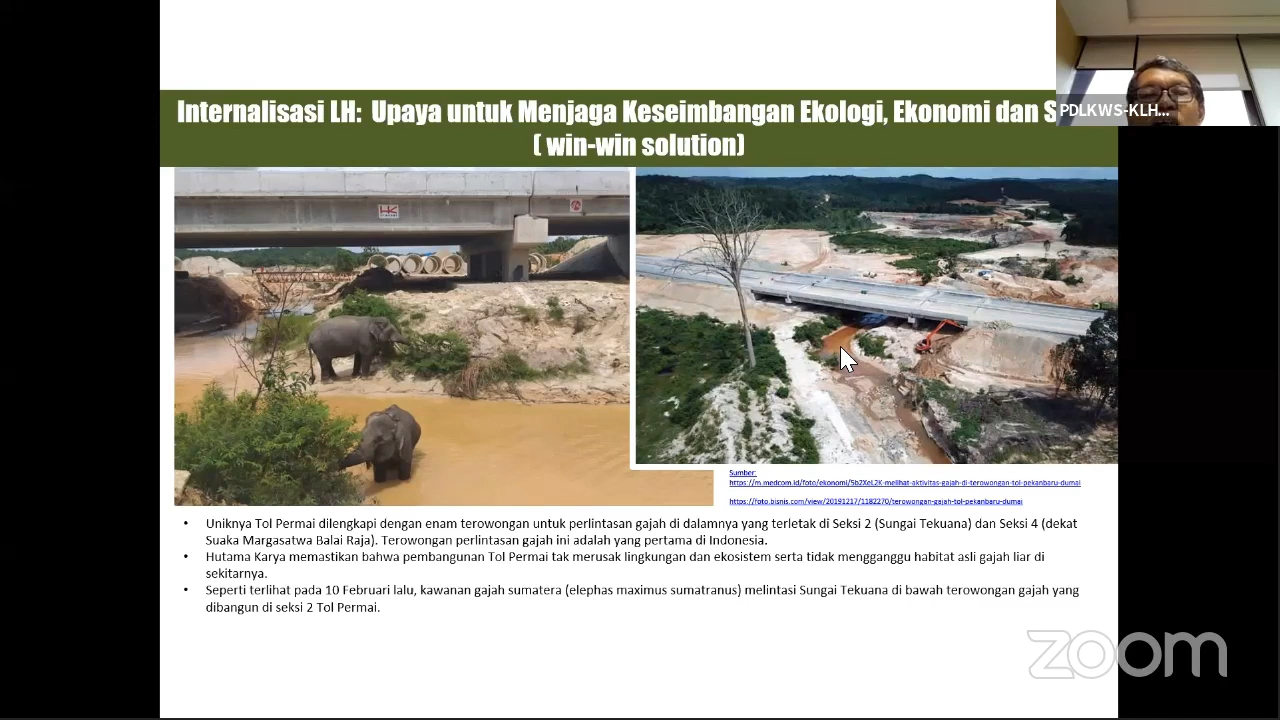 Internalisasi LH: Upaya untuk Menjaga Keseimbangan Ekologi, Ekonomi dan S
( win-win solution)
PDLKWS-KLH...
HK
Sumber:
https://m.medcom.id/foto/ekonomi/5b2XeL2K-melihat-aktivitas-gajah-di-terowongan-tol-pekanbaru-dumai
https://foto.bisnis.com/view/20191217/1182270/terowongan-gajah-tol-pekanbaru-dumai
• Uniknya Tol Permai dilengkapi dengan enam terowongan untuk perlintasan gajah di dalamnya yang terletak di Seksi 2 (Sungai Tekuana) dan Seksi 4 (dekat
Suaka Margasatwa Balai Raja). Terowongan perlintasan gajah ini adalah yang pertama di Indonesia.
• Hutama Karya memastikan bahwa pembangunan Tol Permai tak merusak lingkungan dan ekosistem serta tidak mengganggu habitat asli gajah liar di
sekitarnya.
• Seperti terlihat pada 10 Februari lalu, kawanan gajah sumatera (elephas maximus sumatranus) melintasi Sungai Tekuana di bawah terowongan gajah yang
dibangun di seksi 2 Tol Permai.
zoom